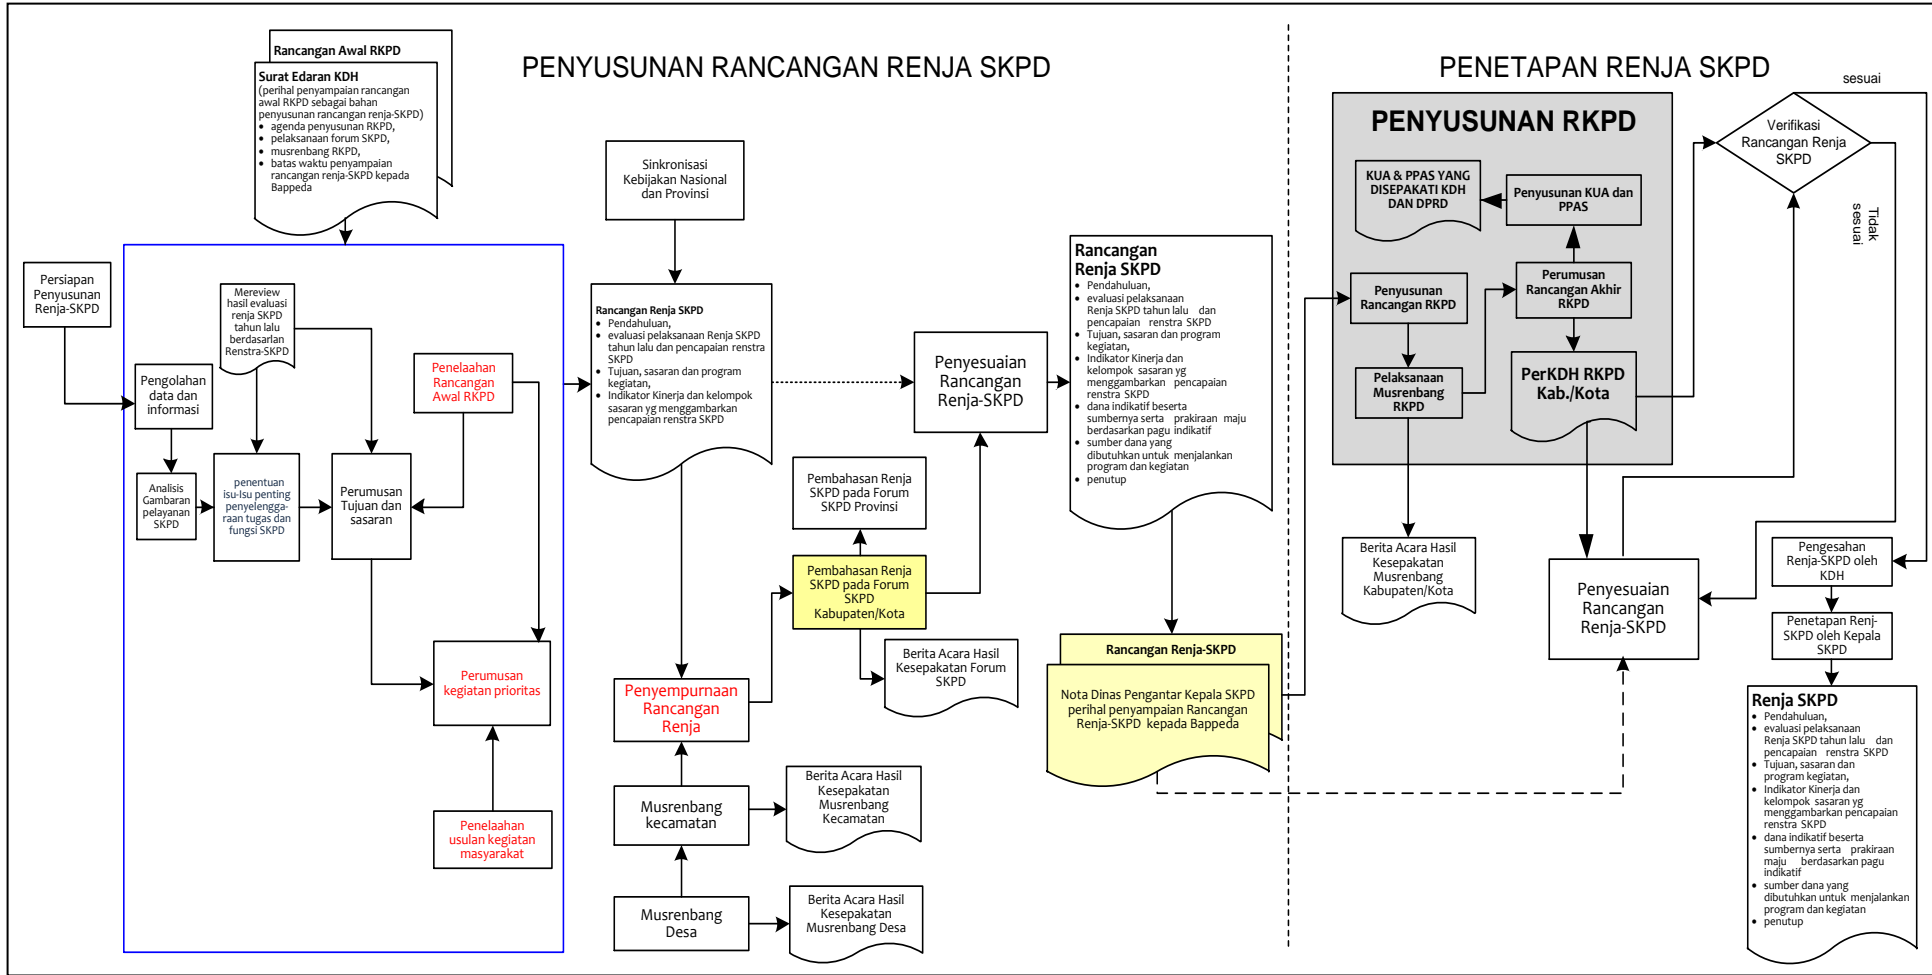 PENYUSUNAN RANCANGAN RENJA SKPD
PENETAPAN RENJA SKPD
Rancangan Awal RKPD
Surat Edaran KDH
(perihal penyampaian rancangan
awal RKPD sebagai bahan
penyusunan rancangan renja-SKPD)
• agenda penyusunan RKPD,
• pelaksanaan forum SKPD,
• musrenbang RKPD,
• batas waktu penyampaian
rancangan renja-SKPD kepada
Bappeda
Persiapan
Penyusunan
Renja-SKPD
Mereview
hasil evaluasi
renja SKPD
tahun lalu
berdasarlan
Renstra-SKPD
Pengolahan
data dan
informasi
Penelaahan
Rancangan
Awal RKPD
Analisis
Gambaran
pelayanan
SKPD
penentuan
isu-Isu penting
penyelengga-
raan tugas dan
fungsi SKPD
Perumusan
Tujuan dan
sasaran
Perumusan
kegiatan prioritas
Penelaahan
usulan kegiatan
masyarakat
Sinkronisasi
Kebijakan Nasional
dan Provinsi
Rancangan Renja SKPD
• Pendahuluan,
• evaluasi pelaksanaan Renja SKPD
tahun lalu dan pencapaian renstra
SKPD
• Tujuan, sasaran dan program
kegiatan,
• Indikator Kinerja dan kelompok
sasaran yg menggambarkan
pencapaian renstra SKPD
Penyesuaian
Rancangan
Renja-SKPD
Pembahasan Renja
SKPD pada Forum
SKPD Provinsi
Pembahasan Renja
SKPD pada Forum
SKPD
Kabupaten/Kota
Berita Acara Hasil
Kesepakatan Forum
SKPD
Penyempurnaan
Rancangan
Renja
Musrenbang
kecamatan
Berita Acara Hasil
Kesepakatan
Musrenbang
Kecamatan
Musrenbang
Desa
Berita Acara Hasil
Kesepakatan
Musrenbang Desa
Rancangan
Renja SKPD
• Pendahuluan,
• evaluasi pelaksanaan
Renja SKPD tahun lalu dan
pencapaian renstra SKPD
• Tujuan, sasaran dan program
kegiatan,
• Indikator Kinerja dan
kelompok sasaran yg
menggambarkan pencapaian
renstra SKPD
• dana indikatif beserta
sumbernya serta prakiraan maju
berdasarkan pagu indikatif
• sumber dana yang
dibutuhkan untuk menjalankan
program dan kegiatan
• penutup
Rancangan Renja-SKPD
Nota Dinas Pengantar Kepala SKPD
perihal penyampaian Rancangan
Renja-SKPD kepada Bappeda
PENYUSUNAN RKPD
KUA & PPAS YANG
DISEPAKATI KDH
DAN DPRD
Penyusunan KUA dan
PPAS
Penyusunan
Rancangan RKPD
Perumusan
Rancangan Akhir
RKPD
Pelaksanaan
Musrenbang
RKPD
PerKDH RKPD
Kab./Kota
Berita Acara Hasil
Kesepakatan
Musrenbang
Kabupaten/Kota
Penyesuaian
Rancangan
Renja-SKPD
Verifikasi
Rancangan Renja
SKPD
sesuai
Tidak
sesuai
Pengesahan
Renja-SKPD oleh
KDH
Penetapan Renj-
SKPD oleh Kepala
SKPD
Renja SKPD
• Pendahuluan,
• evaluasi pelaksanaan
Renja SKPD tahun lalu dan
pencapaian renstra SKPD
• Tujuan, sasaran dan
program kegiatan,
• Indikator Kinerja dan
kelompok sasaran yg
menggambarkan pencapaian
renstra SKPD
• dana indikatif beserta
sumbernya serta prakiraan
maju berdasarkan pagu
indikatif
• sumber dana yang
dibutuhkan untuk menjalankan
program dan kegiatan
• penutup